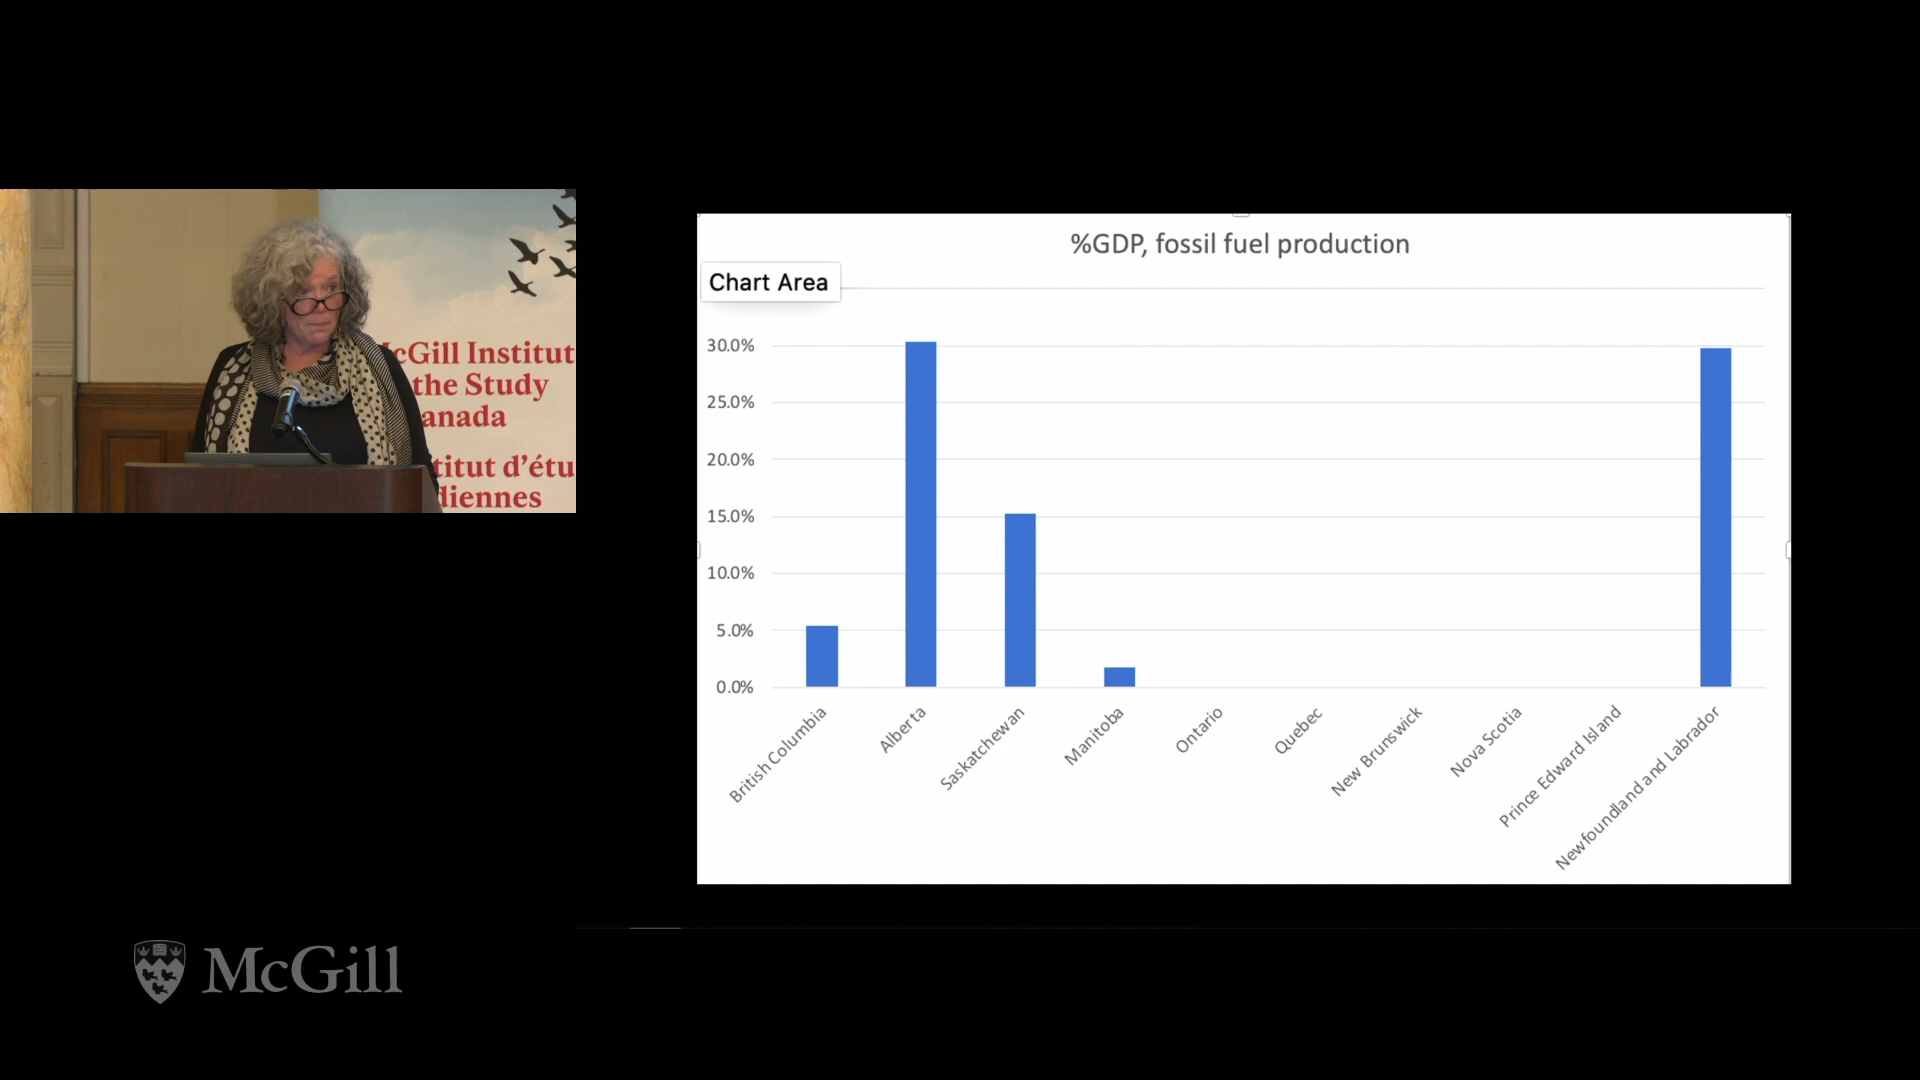 cGill Institut
the Study
anada
titut d'étu
diennes
%GDP, fossil fuel production
Chart Area
30.0%
25.0%
20.0%
15.0%
10.0%
5.0%
0.0%
British Columbia
Alberta
Saskatchewan
Manitoba
Ontario
Quebec
New Brunswick
Nova Scotia
Prince Edward Island
Newfoundland and Labrador
McGill